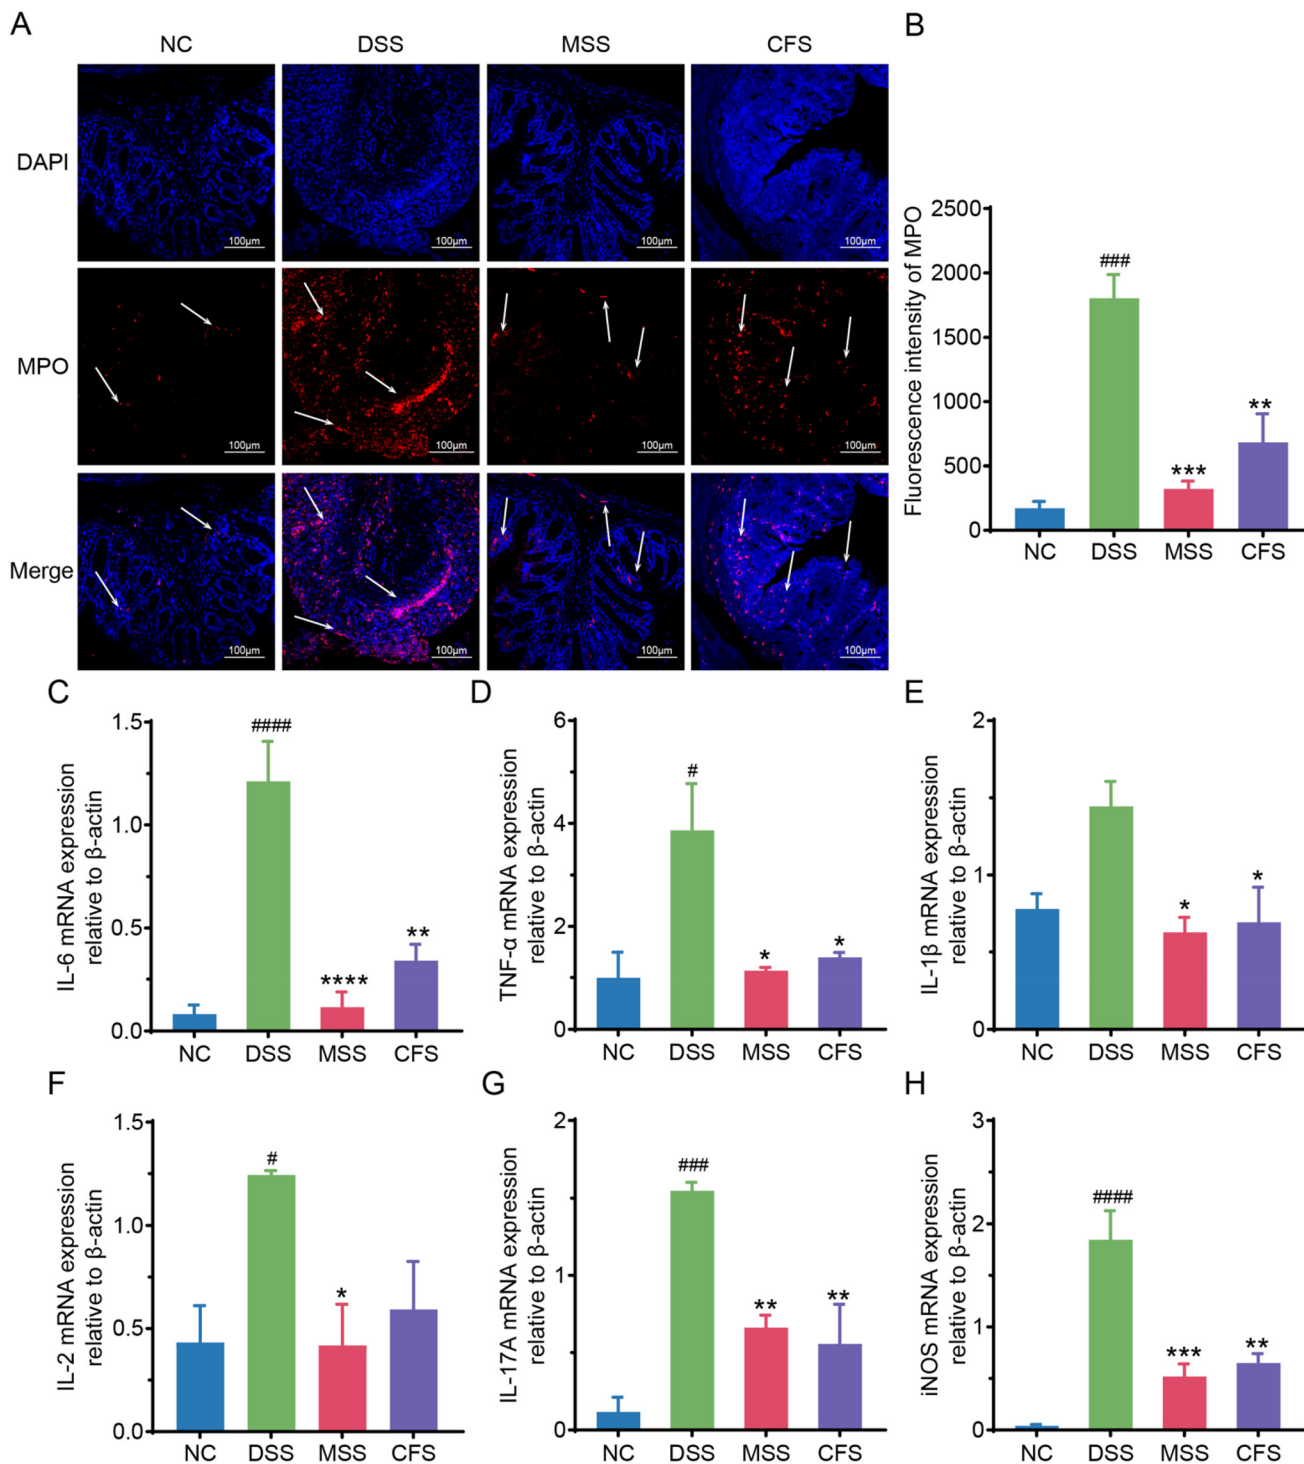 A
NC DSS MSS CFS
DAPI
100μm 100μm 100μm 100μm
MPO
100μm 100μm 100μm 100μm
Merge
100μm 100μm 100μm 100μm
B
Fluorescence intensity of MPO
2500
2000
1500
1000
500
0
###
***
**
NC DSS MSS CFS
C
IL-6 mRNA expression
relative to β-actin
1.5
1.0
0.5
0.0
####
****
**
NC DSS MSS CFS
D
TNF-α mRNA expression
relative to β-actin
6
4
2
0
#
*
*
NC DSS MSS CFS
E
IL-1β mRNA expression
relative to β-actin
2
1
0
*
*
NC DSS MSS CFS
F
IL-2 mRNA expression
relative to β-actin
1.5
1.0
0.5
0.0
#
*
NC DSS MSS CFS
G
IL-17A mRNA expression
relative to β-actin
2
1
0
###
**
**
NC DSS MSS CFS
H
iNOS mRNA expression
relative to β-actin
3
2
1
0
####
***
**
NC DSS MSS CFS